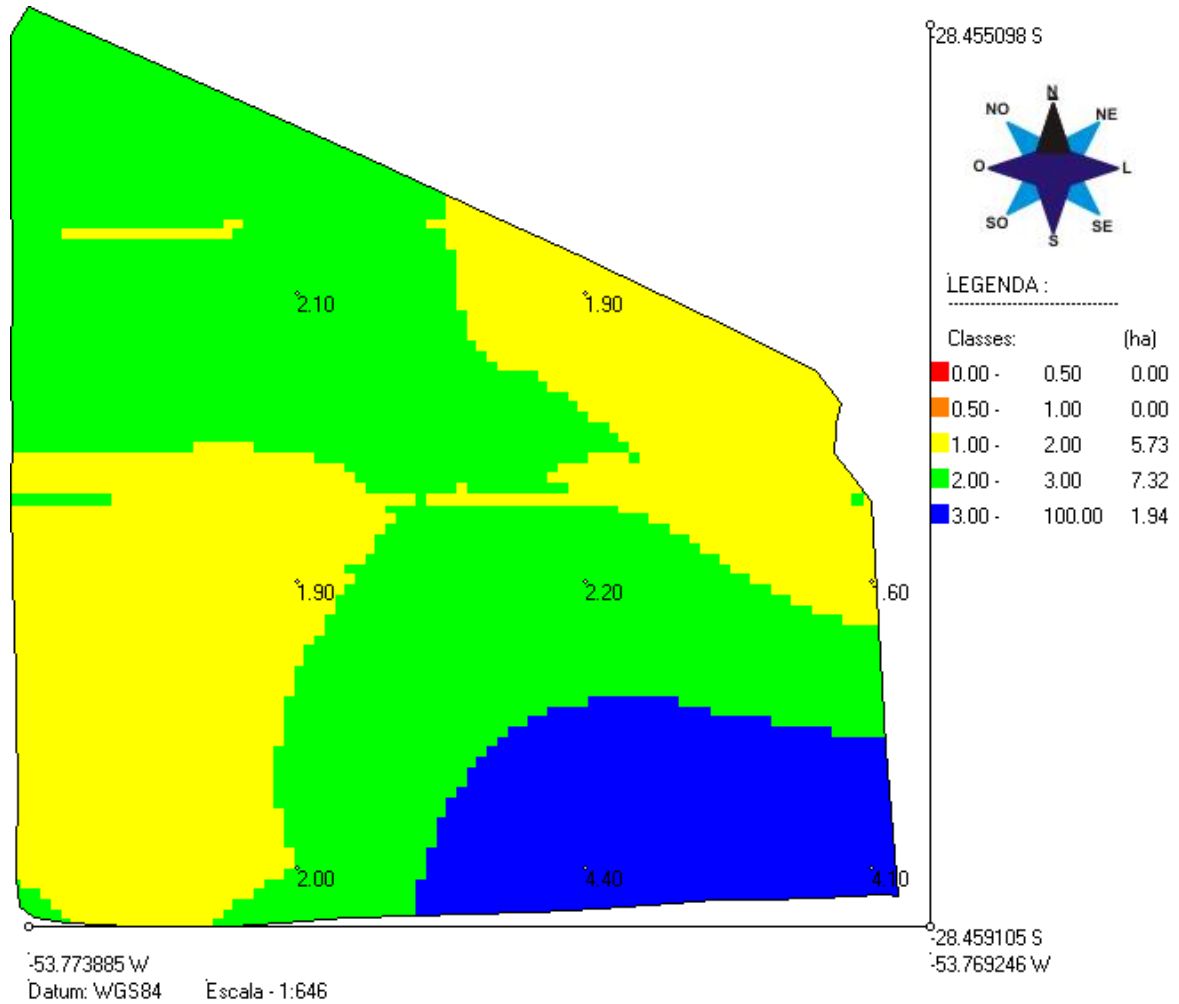 -28.455098 S
N
NO NE
O L
SO SE
S
LEGENDA :
--------------------
Classes: (ha)
0.00 - 0.50 0.00
0.50 - 1.00 0.00
1.00 - 2.00 5.73
2.00 - 3.00 7.32
3.00 - 100.00 1.94
2.10 1.90
1.90 2.20 1.60
2.00 4.40 4.10
-28.459105 S
-53.773885 W -53.769246 W
Datum: WGS84 Escala - 1:646